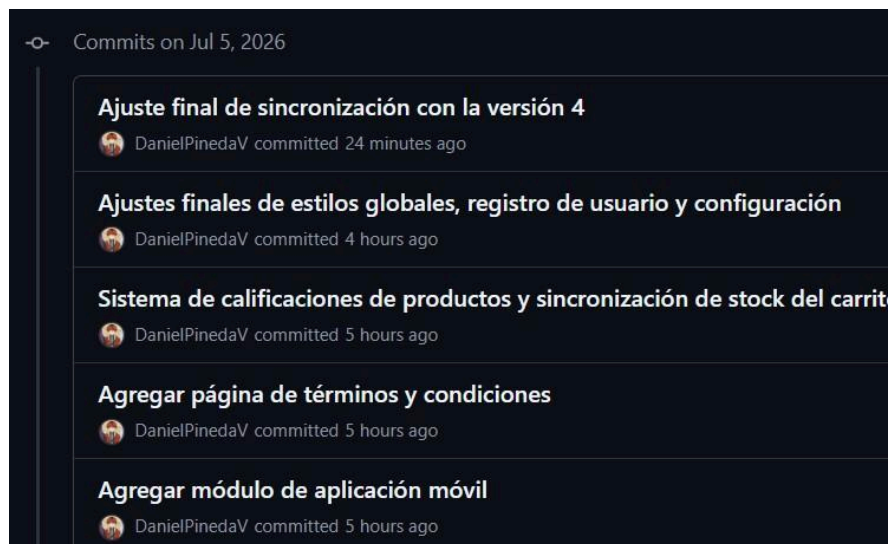 Commits on Jul 5, 2026
Ajuste final de sincronización con la versión 4
DanielPinedaV committed 24 minutes ago
Ajustes finales de estilos globales, registro de usuario y configuración
DanielPinedaV committed 4 hours ago
Sistema de calificaciones de productos y sincronización de stock del
DanielPinedaV committed 5 hours ago
Agregar página de términos y condiciones
DanielPinedaV committed 5 hours ago
Agregar módulo de aplicación móvil
DanielPinedaV committed 5 hours ago